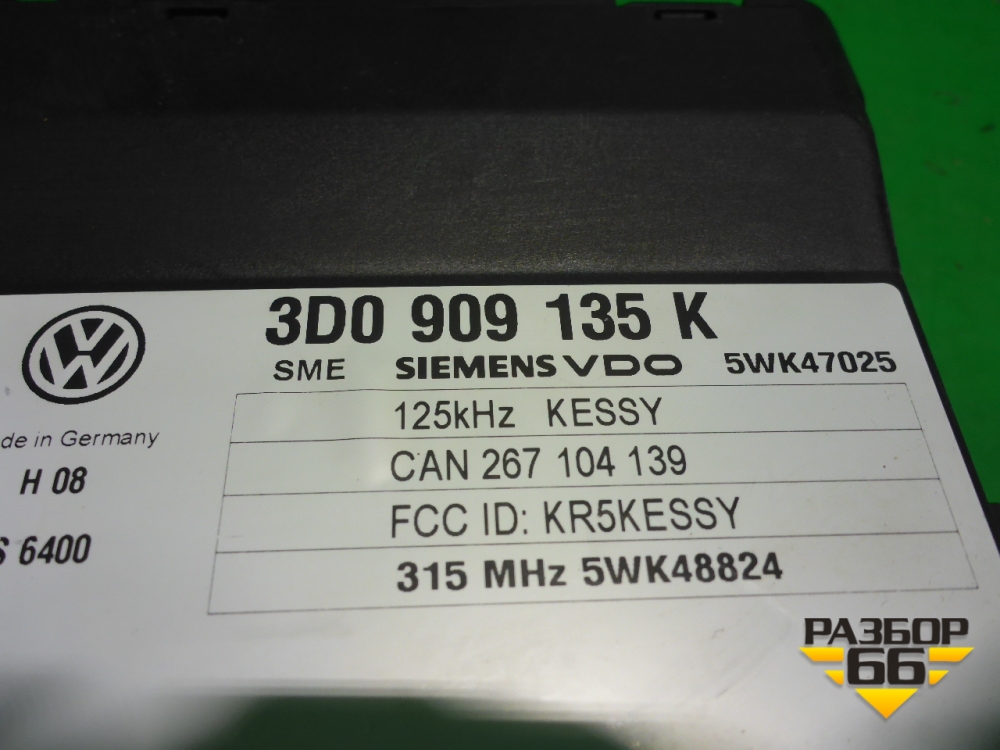 3D0 909 135 K
SME SIEMENS VDO 5WK47025
125kHz KESSY
de in Germany
CAN 267 104 139
H 08
FCC ID: KR5KESSY
6400
315 MHz 5WK48824
РАЗБОР
66